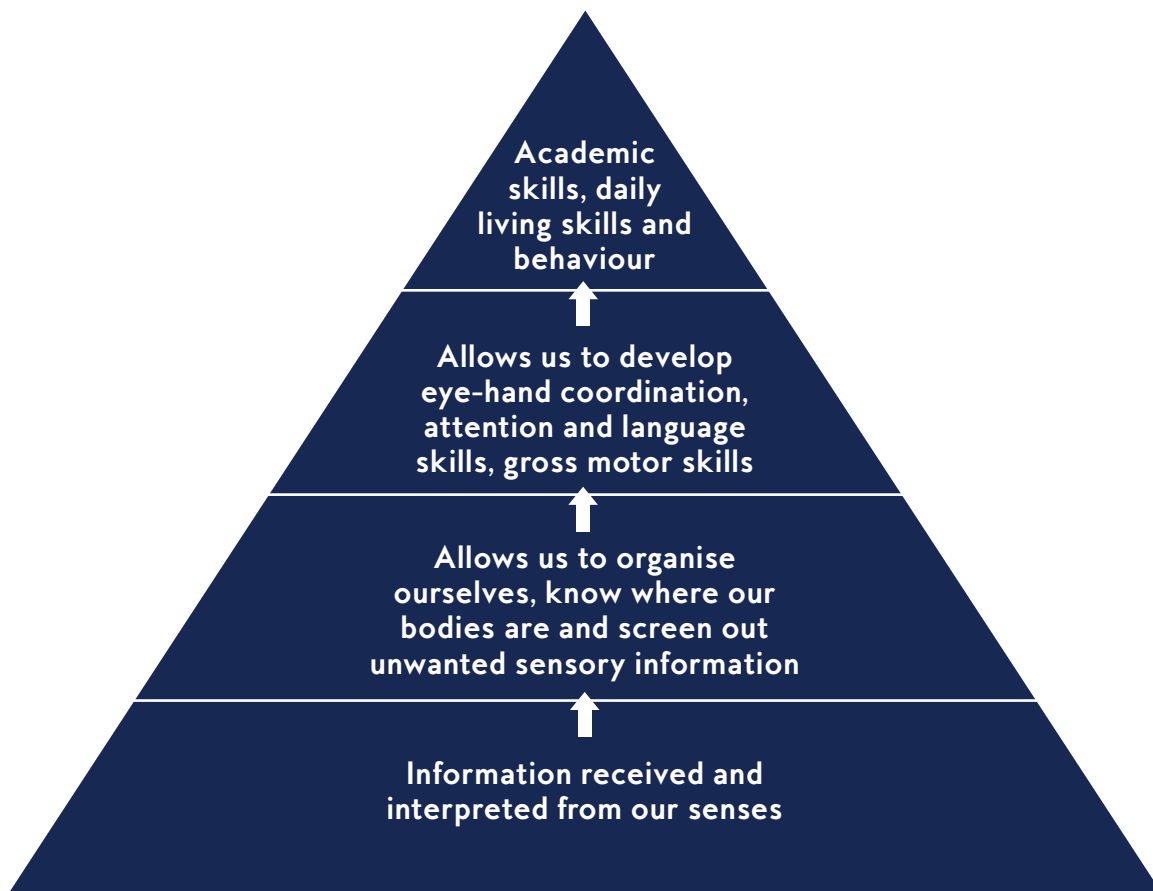 Academic
skills, daily
living skills and
behaviour
Allows us to develop
eye-hand coordination,
attention and language
skills, gross motor skills
Allows us to organise
ourselves, know where our
bodies are and screen out
unwanted sensory information
Information received and
interpreted from our senses